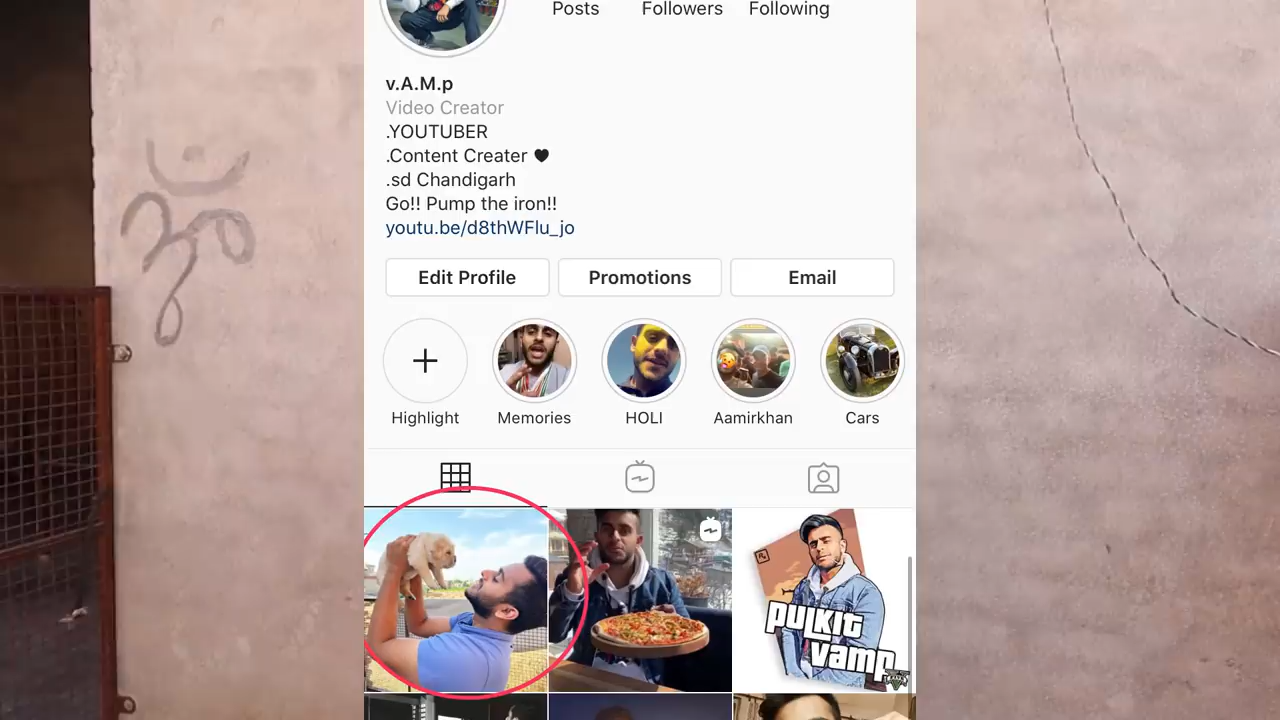 Posts Followers Following
v.A.M.p
Video Creator
.YOUTUBER
.Content Creater ♥
.sd Chandigarh
Go!! Pump the iron!!
youtu.be/d8thWFlu_jo
Edit Profile Promotions Email
Highlight Memories HOLI Aamirkhan Cars
ॐ
PULKIT
VAMP